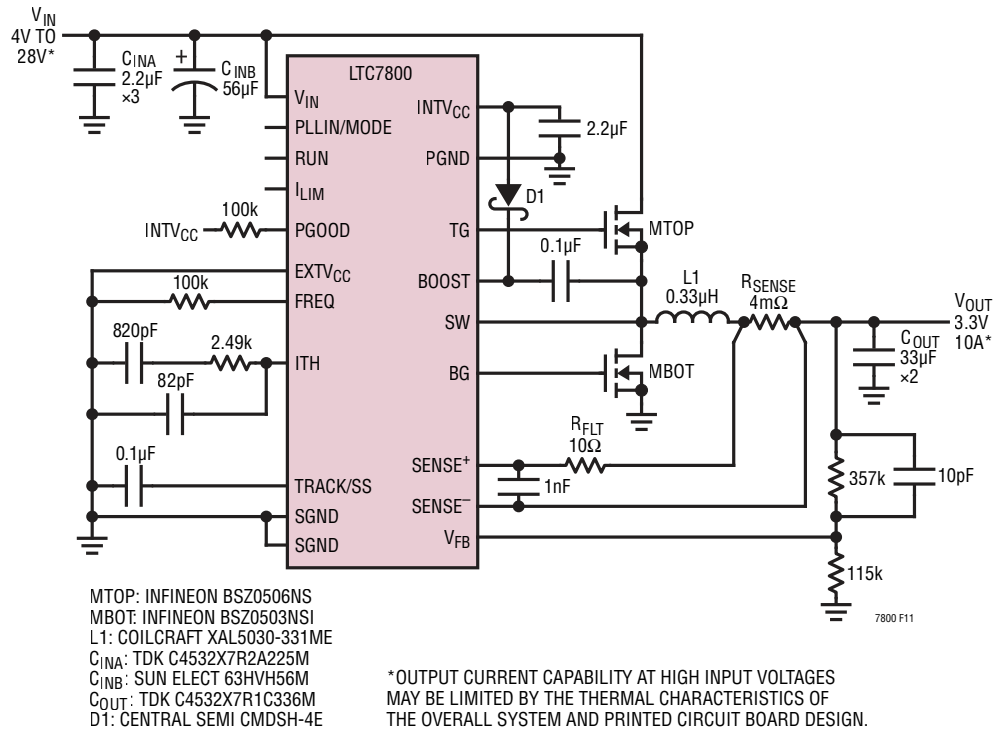 VIN
4V TO
28V*
CINA
2.2µF
×3
+
CINB
56µF
LTC7800
VIN
PLLIN/MODE
RUN
ILIM
PGOOD
EXTVCC
FREQ
ITH
TRACK/SS
SGND
SGND
INTVCC
PGND
TG
BOOST
SW
BG
SENSE+
SENSE–
VFB
INTVCC
100k
100k
820pF
2.49k
82pF
0.1µF
2.2µF
D1
0.1µF
MTOP
L1
0.33µH
RSENSE
4mΩ
VOUT
3.3V
10A*
COUT
33µF
×2
MBOT
RFLT
10Ω
1nF
357k
10pF
115k
7800 F11
MTOP: INFINEON BSZ0506NS
MBOT: INFINEON BSZ0503NSI
L1: COILCRAFT XAL5030-331ME
CINA: TDK C4532X7R2A225M
CINB: SUN ELECT 63HVH56M
COUT: TDK C4532X7R1C336M
D1: CENTRAL SEMI CMDSH-4E
*OUTPUT CURRENT CAPABILITY AT HIGH INPUT VOLTAGES
MAY BE LIMITED BY THE THERMAL CHARACTERISTICS OF
THE OVERALL SYSTEM AND PRINTED CIRCUIT BOARD DESIGN.